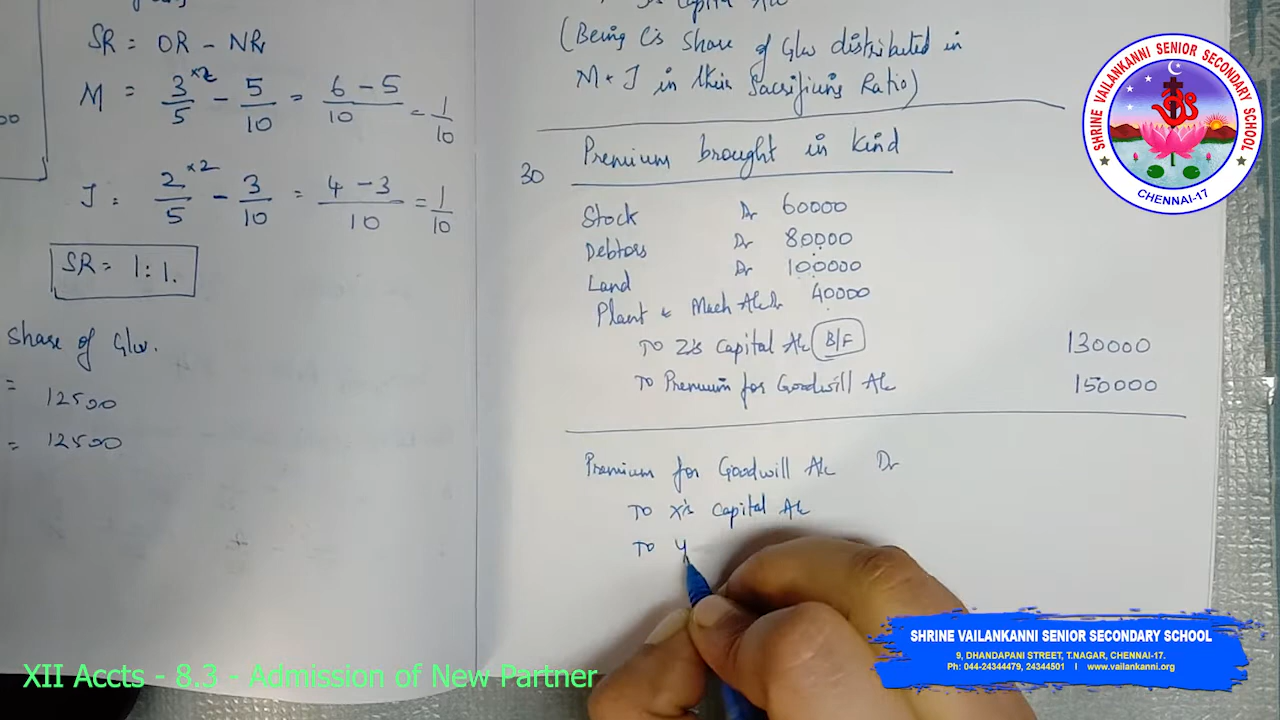 00
SR = OR - NR
M = 3/5 ×2 - 5/10 = 6 - 5/10 = 1/10
J = 2/5 ×2 - 3/10 = 4 - 3/10 = 1/10
SR = 1:1.
Share of G/w.
= 12500
= 12500
Capital A/c
(Being C's Share of G/w distributed in
M & J in their Sacrificing Ratio)
30 Premium brought in kind
Stock Dr 60000
Debtors Dr 80000
Land Dr 100000
Plant & Mach A/c Dr 40000
To Z's Capital A/c B/F 130000
To Premium for Goodwill A/c 150000
Premium for Goodwill A/c Dr
To X's Capital A/c
To Y
SHRINE VAILANKANNI SENIOR SECONDARY SCHOOL
CHENNAI-17
SHRINE VAILANKANNI SENIOR SECONDARY SCHOOL
9, DHANDAPANI STREET, T.NAGAR, CHENNAI-17.
Ph: 044-24344479, 24344501 I www.vailankanni.org
XII Accts - 8.3 - Admission of New Partner